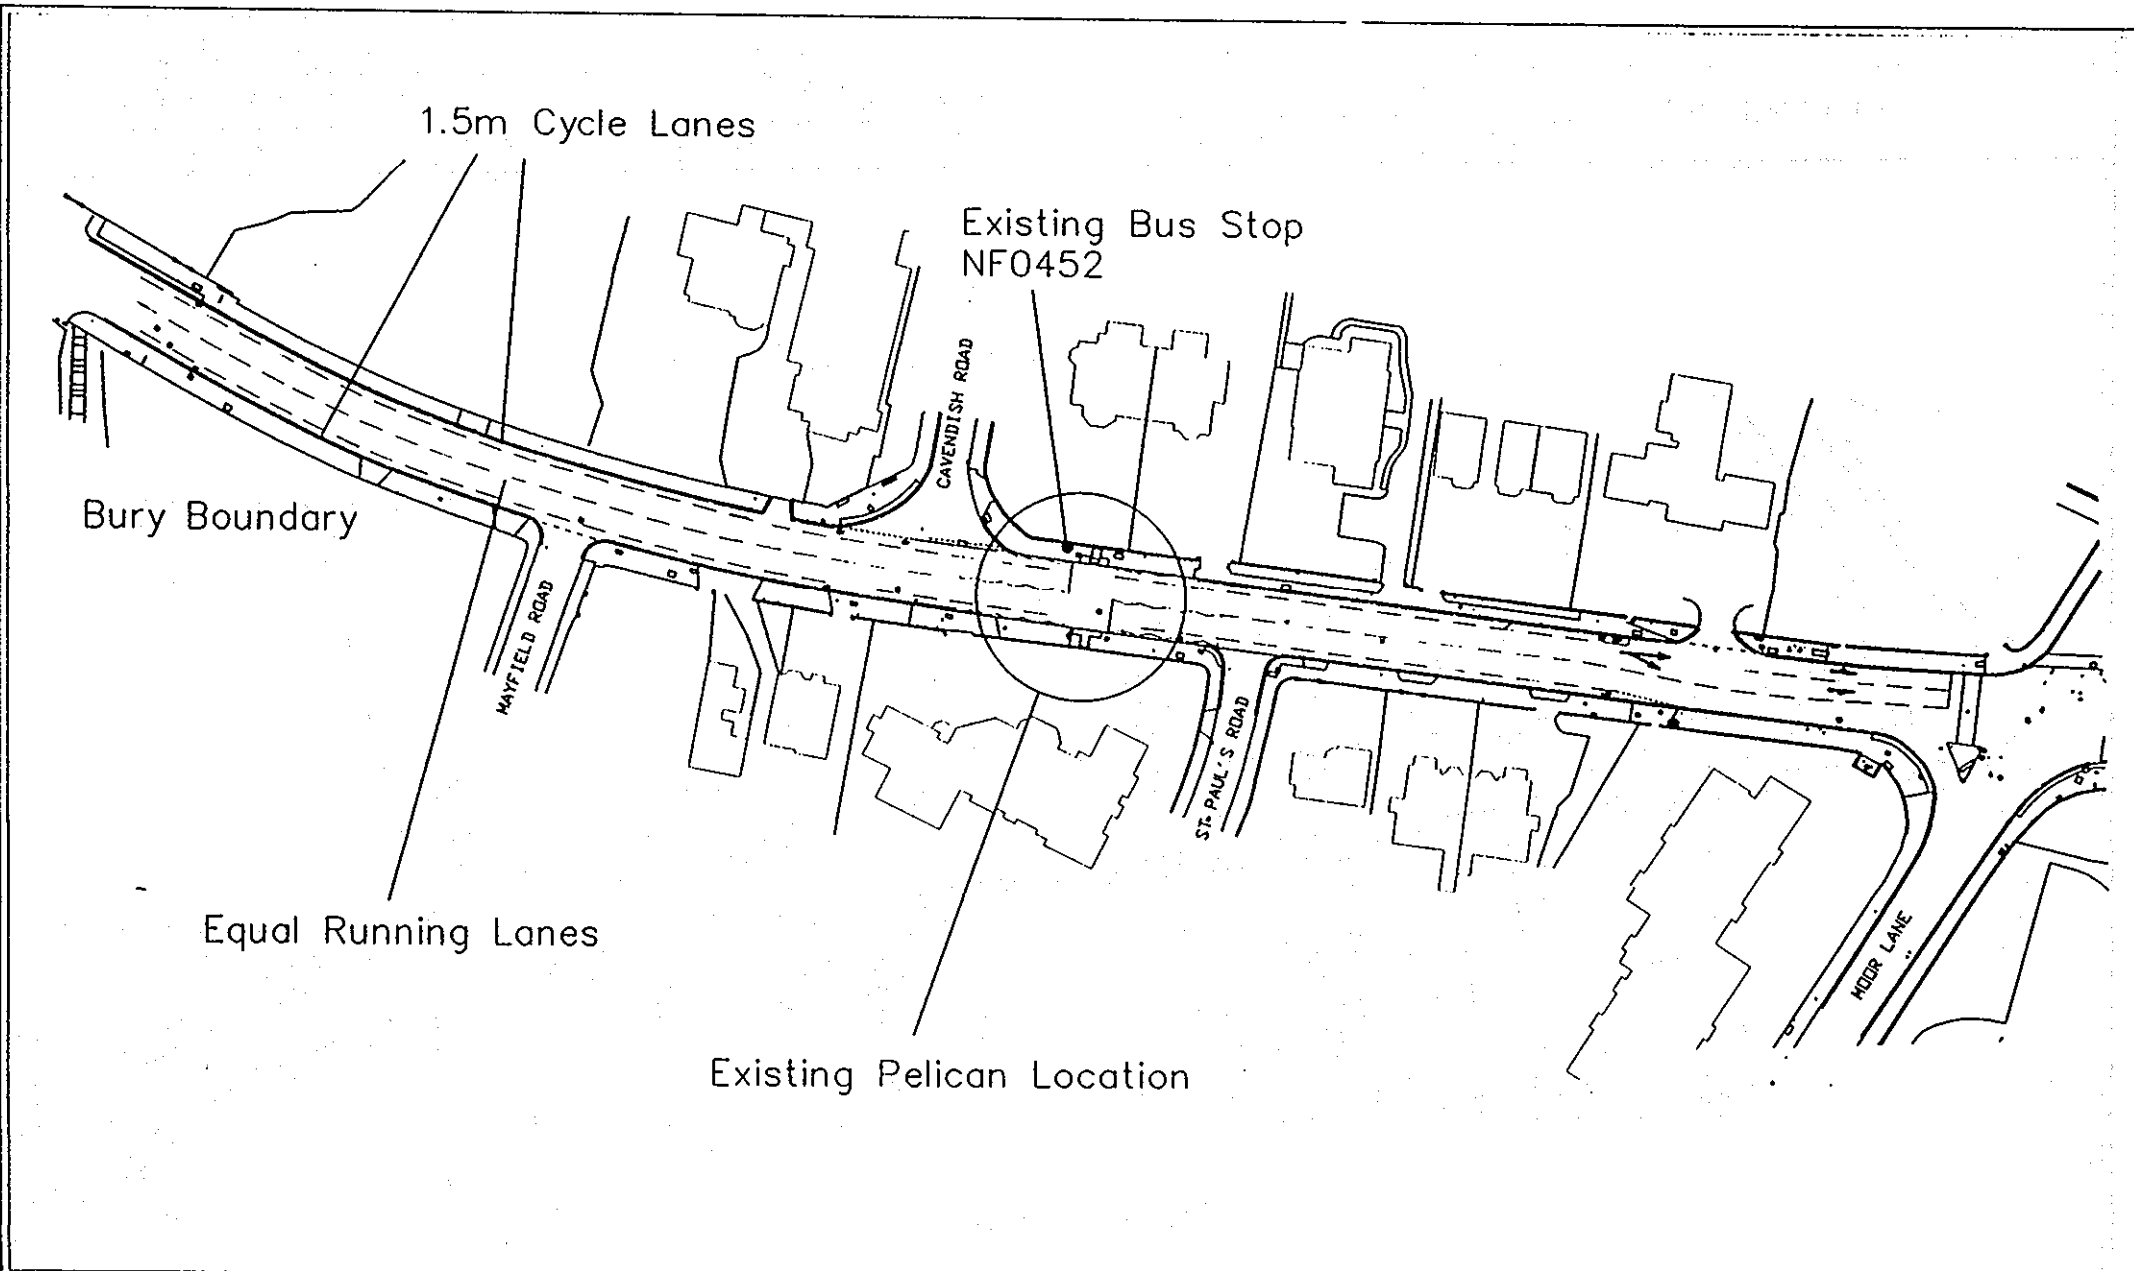 1.5m Cycle Lanes
Existing Bus Stop
NF0452
CAVENDISH ROAD
Bury Boundary
MAYFIELD ROAD
ST. PAUL'S ROAD
Equal Running Lanes
MOOR LANE
Existing Pelican Location